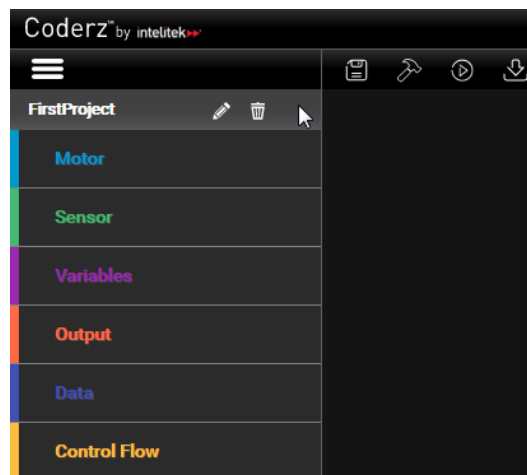 Coderz™ by intelitek
FirstProject
Motor
Sensor
Variables
Output
Data
Control Flow